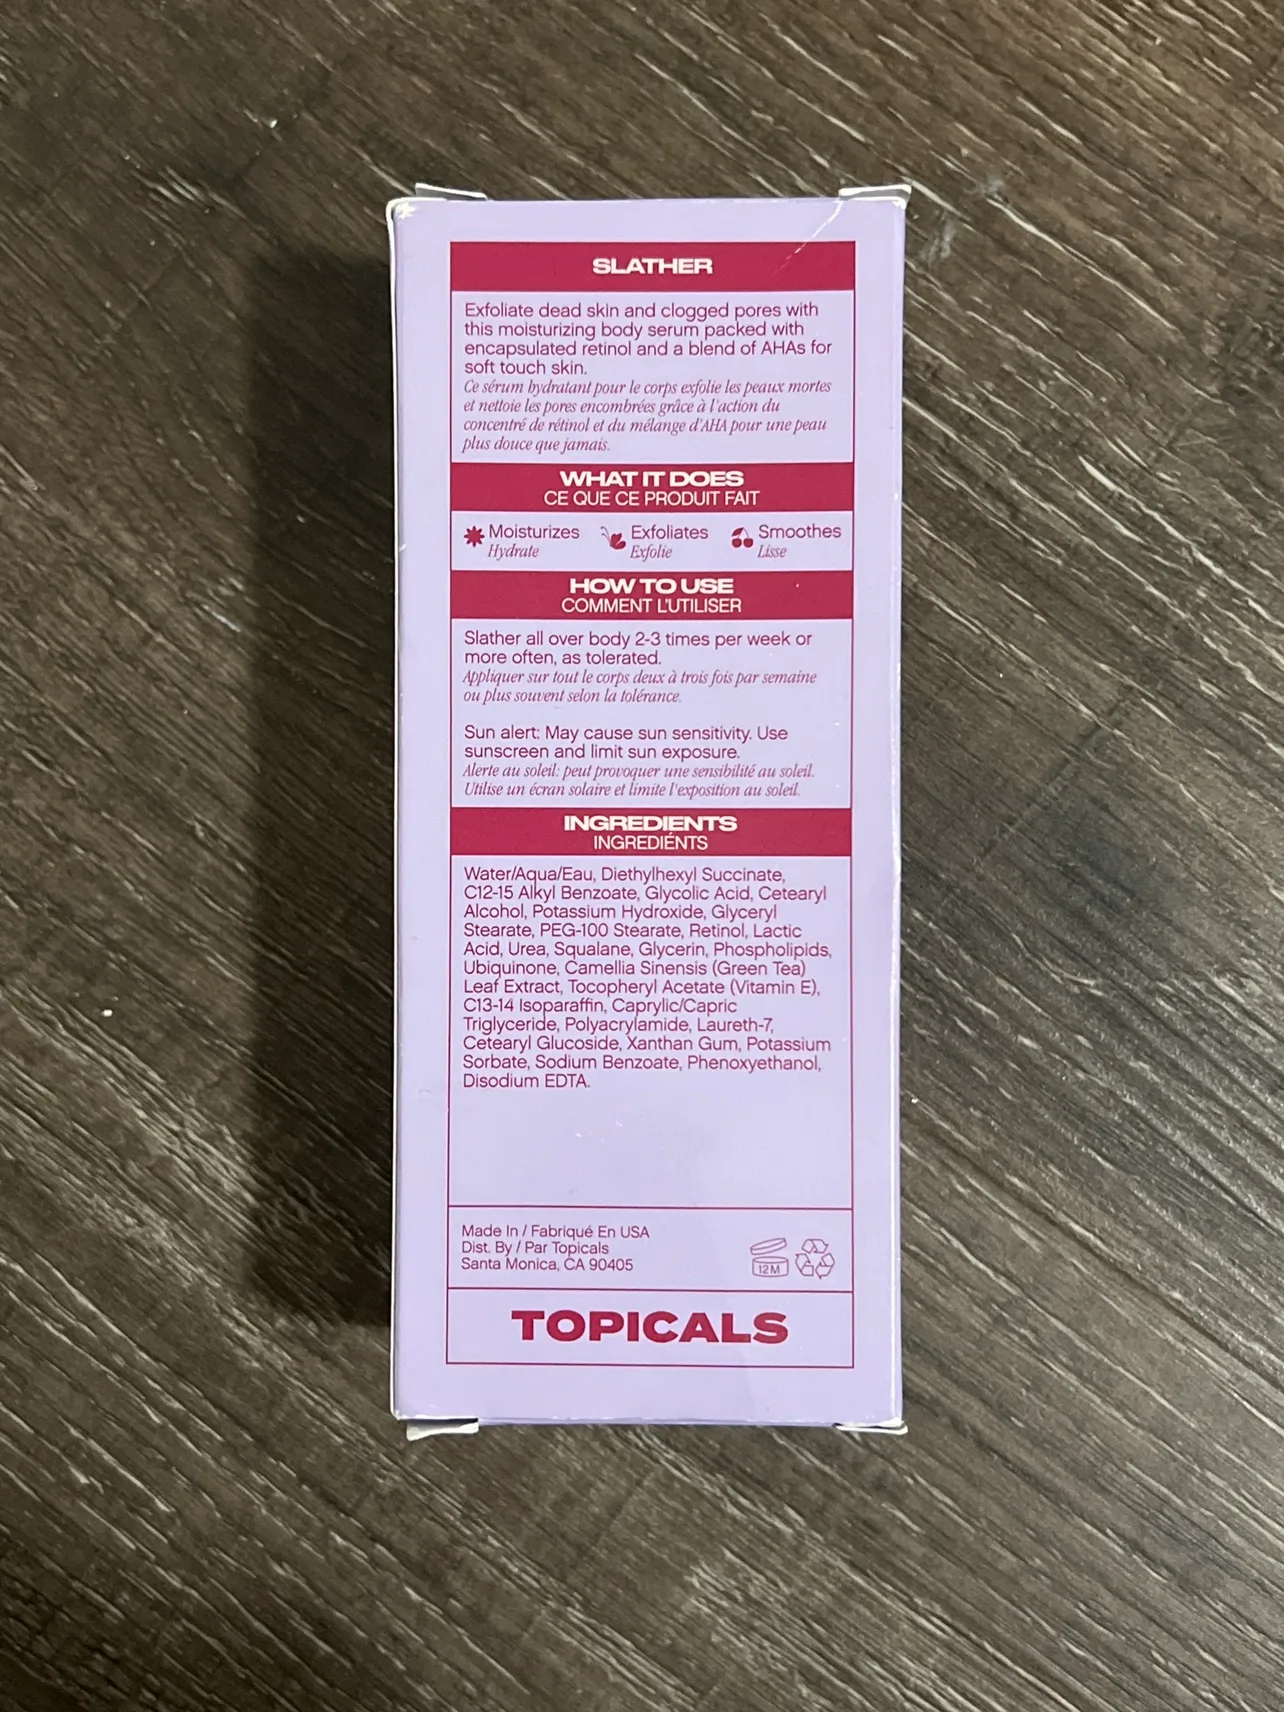 SLATHER
Exfoliate dead skin and clogged pores with
this moisturizing body serum packed with
encapsulated retinol and a blend of AHAs for
soft touch skin.
Ce sérum hydratant pour le corps exfolie les peaux mortes
et nettoie les pores encombrées grâce à l'action du
concentré de rétinol et du mélange d'AHA pour une peau
plus douce que jamais.
WHAT IT DOES
CE QUE CE PRODUIT FAIT
Moisturizes Exfoliates Smoothes
Hydrate Exfolie Lisse
HOW TO USE
COMMENT L'UTILISER
Slather all over body 2-3 times per week or
more often, as tolerated.
Appliquer sur tout le corps deux à trois fois par semaine
ou plus souvent selon la tolérance.
Sun alert: May cause sun sensitivity. Use
sunscreen and limit sun exposure.
Alerte au soleil: peut provoquer une sensibilité au soleil.
Utilise un écran solaire et limite l'exposition au soleil.
INGREDIENTS
INGREDIÉNTS
Water/Aqua/Eau, Diethylhexyl Succinate,
C12-15 Alkyl Benzoate, Glycolic Acid, Cetearyl
Alcohol, Potassium Hydroxide, Glyceryl
Stearate, PEG-100 Stearate, Retinol, Lactic
Acid, Urea, Squalane, Glycerin, Phospholipids,
Ubiquinone, Camellia Sinensis (Green Tea)
Leaf Extract, Tocopheryl Acetate (Vitamin E),
C13-14 Isoparaffin, Caprylic/Capric
Triglyceride, Polyacrylamide, Laureth-7,
Cetearyl Glucoside, Xanthan Gum, Potassium
Sorbate, Sodium Benzoate, Phenoxyethanol,
Disodium EDTA.
Made In / Fabriqué En USA
Dist. By / Par Topicals
Santa Monica, CA 90405
12M
TOPICALS